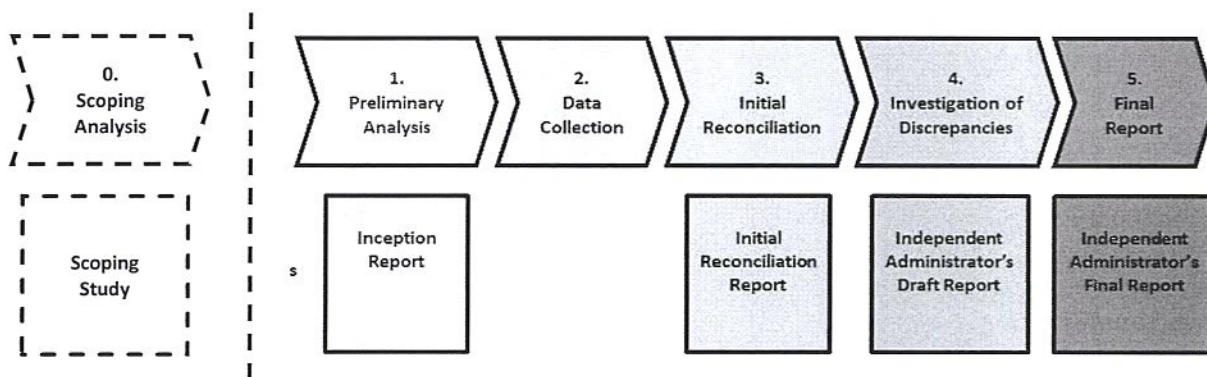 0.
Scoping
Analysis
1.
Preliminary
Analysis
2.
Data
Collection
3.
Initial
Reconciliation
4.
Investigation of
Discrepancies
5.
Final
Report
Scoping
Study
s
Inception
Report
Initial
Reconciliation
Report
Independent
Administrator's
Draft Report
Independent
Administrator's
Final Report